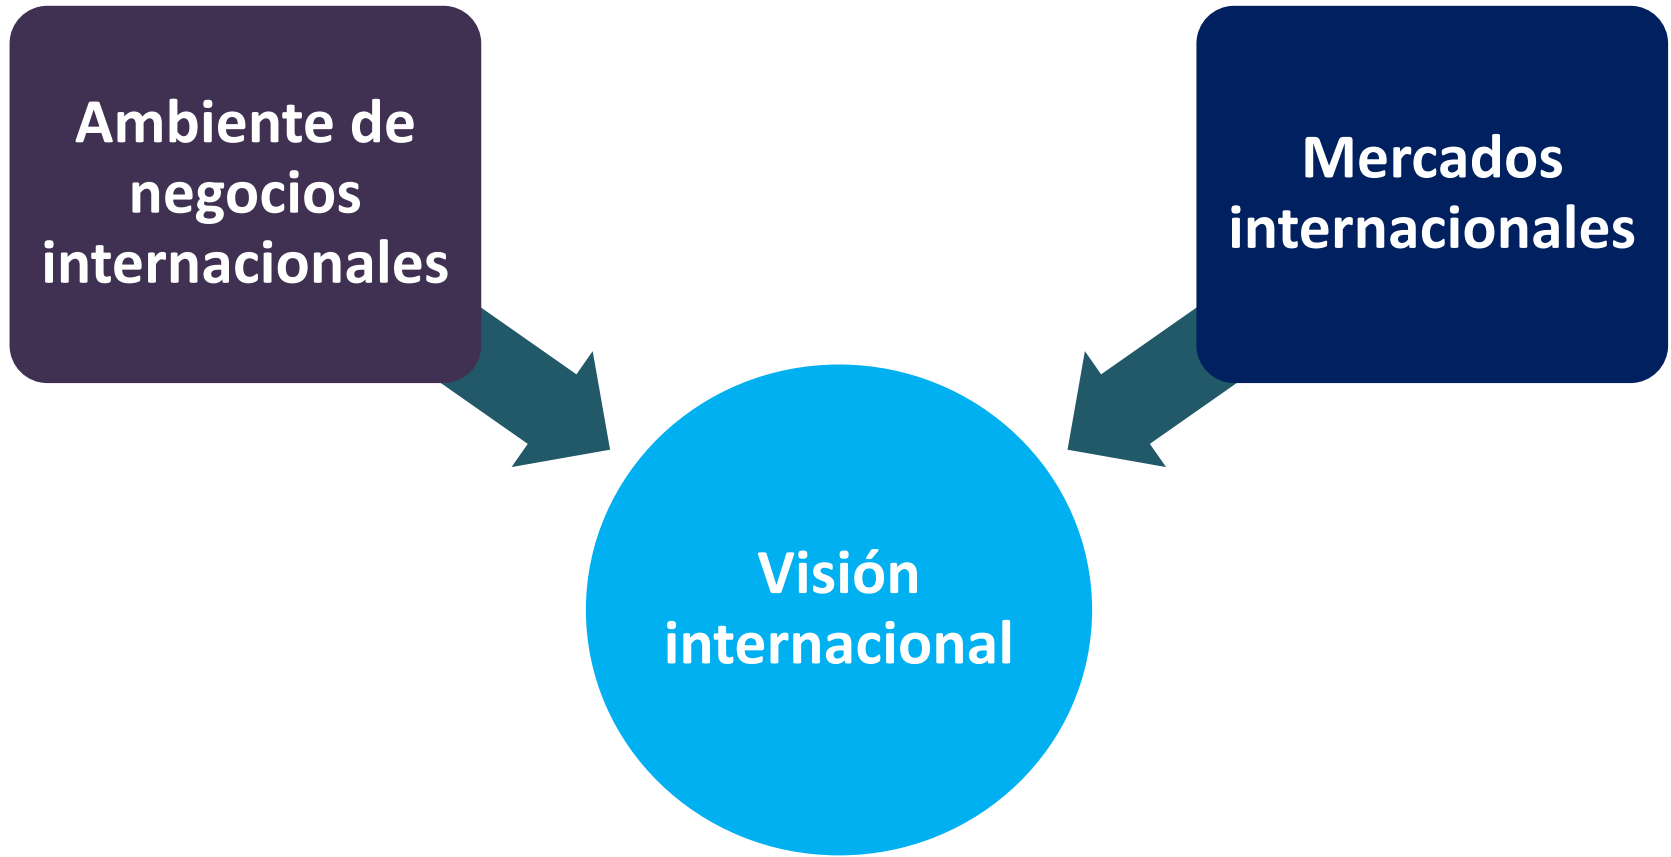 Ambiente de
negocios
internacionales
Mercados
internacionales
Visión
internacional